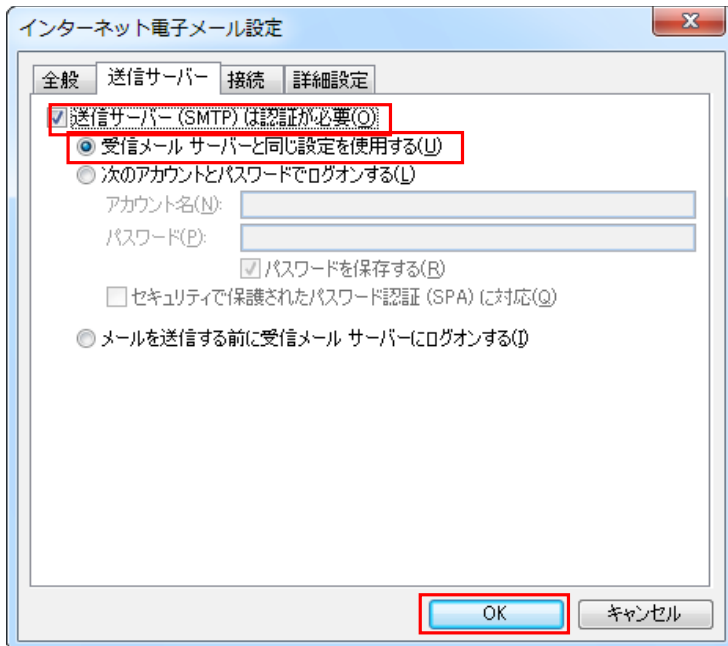 インターネット電子メール設定
全般 送信サーバー 接続 詳細設定
送信サーバー (SMTP) は認証が必要(O)
受信メール サーバーと同じ設定を使用する(U)
次のアカウントとパスワードでログオンする(L)
アカウント名(N):
パスワード(P):
パスワードを保存する(R)
セキュリティで保護されたパスワード認証 (SPA) に対応(Q)
メールを送信する前に受信メール サーバーにログオンする(I)
OK キャンセル